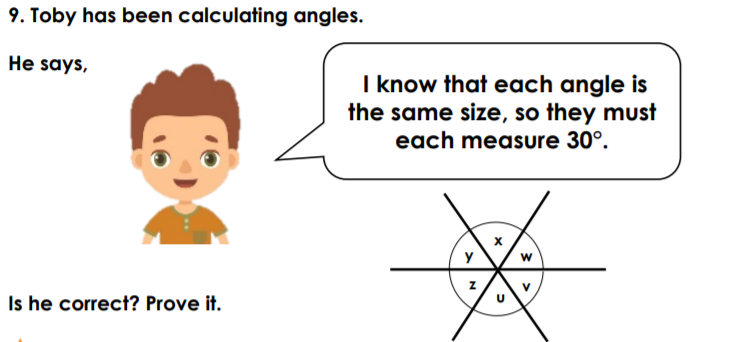 9. Toby has been calculating angles.
He says,
I know that each angle is
the same size, so they must
each measure 30°.
x
y
w
z
v
u
Is he correct? Prove it.